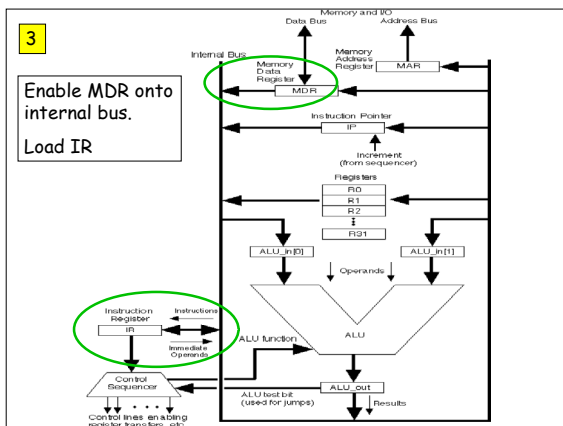 3
Enable MDR onto
internal bus.
Load IR
Memory and I/O
Data Bus
Address Bus
Internal Bus
Memory
Data
Register
MDR
Memory
Address
Register
MAR
Instruction Pointer
IP
Increment
(from sequencer)
Registers
R0
R1
R2
R31
ALU_in[0]
ALU_in[1]
Operands
Instruction
Register
IR
Instructions
Immediate
Operands
ALU function
ALU
Control
Sequencer
ALU test bit
(used for jumps)
ALU_out
Results
Control lines enabling
register transfers, etc